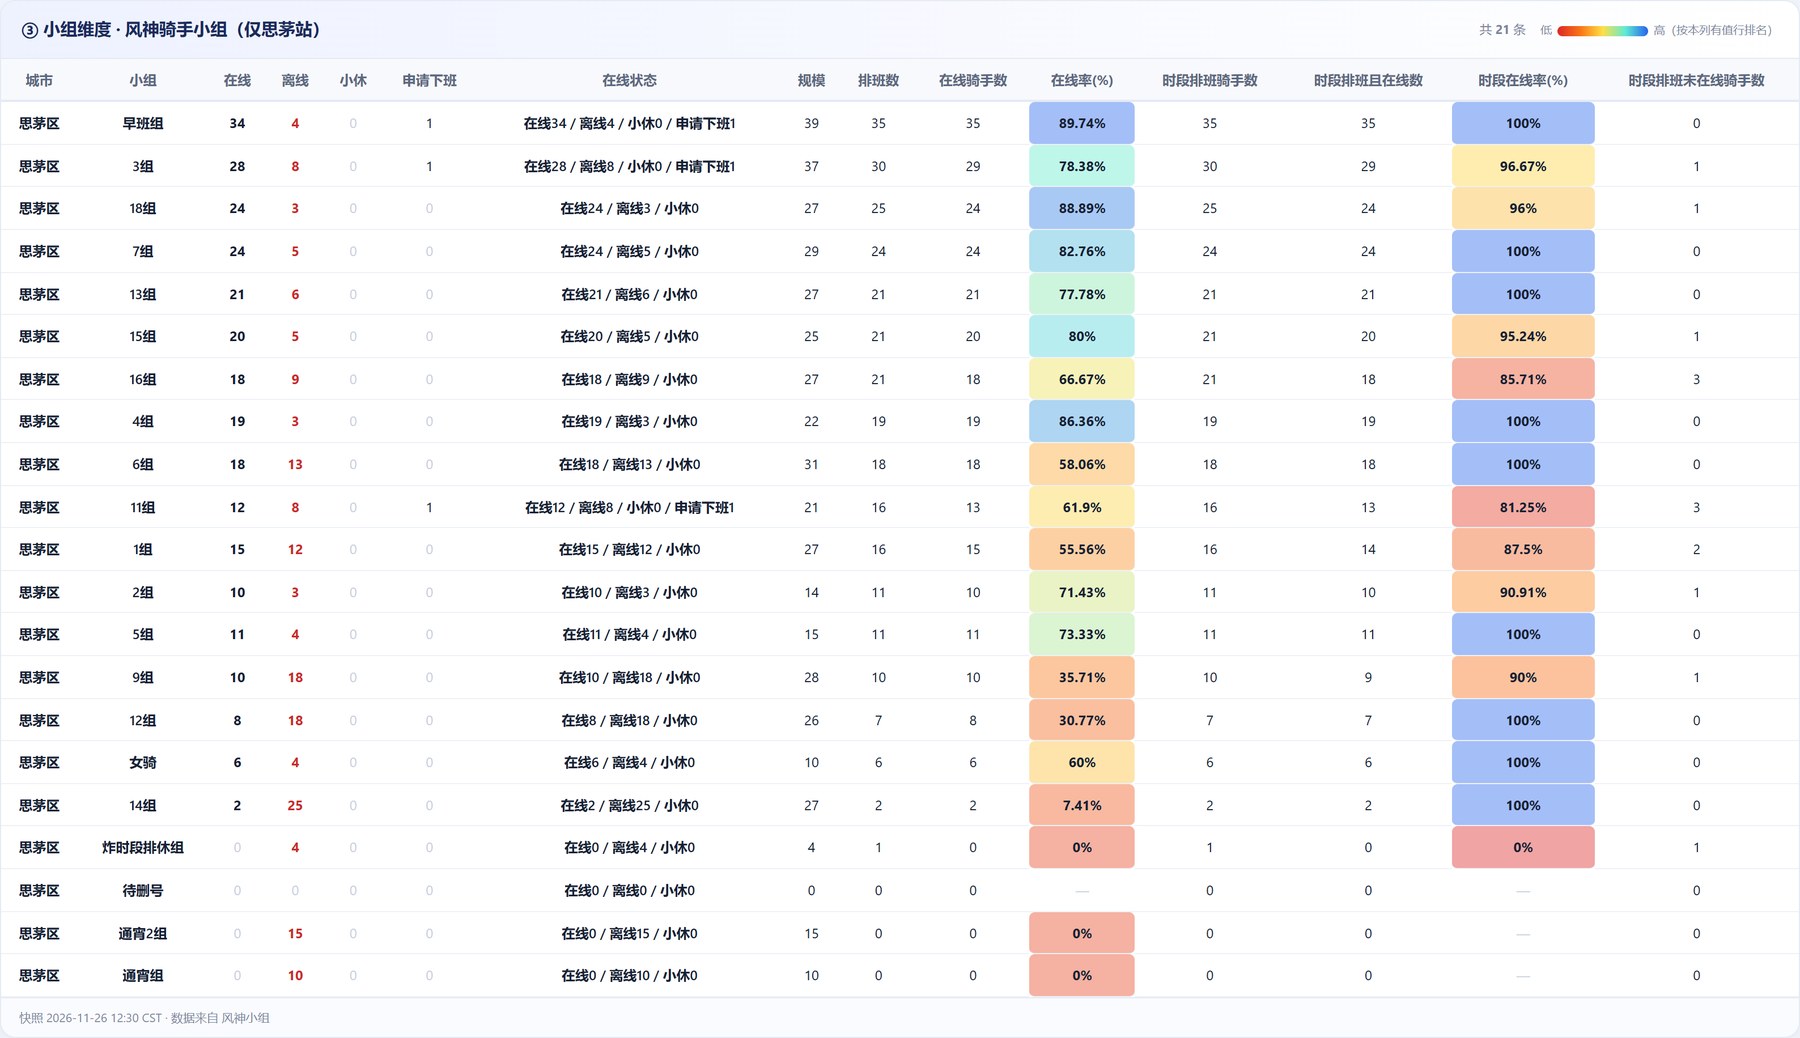 ③ 小组维度 · 风神骑手小组（仅思茅站）
共 21 条 低 高 (按本列有值行排名)
城市 小组 在线 离线 小休 申请下班 在线状态 规模 排班数 在线骑手数 在线率(%) 时段排班骑手数 时段排班且在线数 时段在线率(%) 时段排班未在线骑手数
思茅区 早班组 34 4 0 1 在线34 / 离线4 / 小休0 / 申请下班1 39 35 35 89.74% 35 35 100% 0
思茅区 3组 28 8 0 1 在线28 / 离线8 / 小休0 / 申请下班1 37 30 29 78.38% 30 29 96.67% 1
思茅区 18组 24 3 0 0 在线24 / 离线3 / 小休0 27 25 24 88.89% 25 24 96% 1
思茅区 7组 24 5 0 0 在线24 / 离线5 / 小休0 29 24 24 82.76% 24 24 100% 0
思茅区 13组 21 6 0 0 在线21 / 离线6 / 小休0 27 21 21 77.78% 21 21 100% 0
思茅区 15组 20 5 0 0 在线20 / 离线5 / 小休0 25 21 20 80% 21 20 95.24% 1
思茅区 16组 18 9 0 0 在线18 / 离线9 / 小休0 27 21 18 66.67% 21 18 85.71% 3
思茅区 4组 19 3 0 0 在线19 / 离线3 / 小休0 22 19 19 86.36% 19 19 100% 0
思茅区 6组 18 13 0 0 在线18 / 离线13 / 小休0 31 18 18 58.06% 18 18 100% 0
思茅区 11组 12 8 0 1 在线12 / 离线8 / 小休0 / 申请下班1 21 16 13 61.9% 16 13 81.25% 3
思茅区 1组 15 12 0 0 在线15 / 离线12 / 小休0 27 16 15 55.56% 16 14 87.5% 2
思茅区 2组 10 3 0 0 在线10 / 离线3 / 小休0 14 11 10 71.43% 11 10 90.91% 1
思茅区 5组 11 4 0 0 在线11 / 离线4 / 小休0 15 11 11 73.33% 11 11 100% 0
思茅区 9组 10 18 0 0 在线10 / 离线18 / 小休0 28 10 10 35.71% 10 9 90% 1
思茅区 12组 8 18 0 0 在线8 / 离线18 / 小休0 26 7 8 30.77% 7 7 100% 0
思茅区 女骑 6 4 0 0 在线6 / 离线4 / 小休0 10 6 6 60% 6 6 100% 0
思茅区 14组 2 25 0 0 在线2 / 离线25 / 小休0 27 2 2 7.41% 2 2 100% 0
思茅区 炸时段排休组 0 4 0 0 在线0 / 离线4 / 小休0 4 1 0 0% 1 0 0% 1
思茅区 待删号 0 0 0 0 在线0 / 离线0 / 小休0 0 0 0 — 0 0 — 0
思茅区 通宵2组 0 15 0 0 在线0 / 离线15 / 小休0 15 0 0 0% 0 0 — 0
思茅区 通宵组 0 10 0 0 在线0 / 离线10 / 小休0 10 0 0 0% 0 0 — 0
快照 2026-11-26 12:30 CST · 数据来自 风神小组